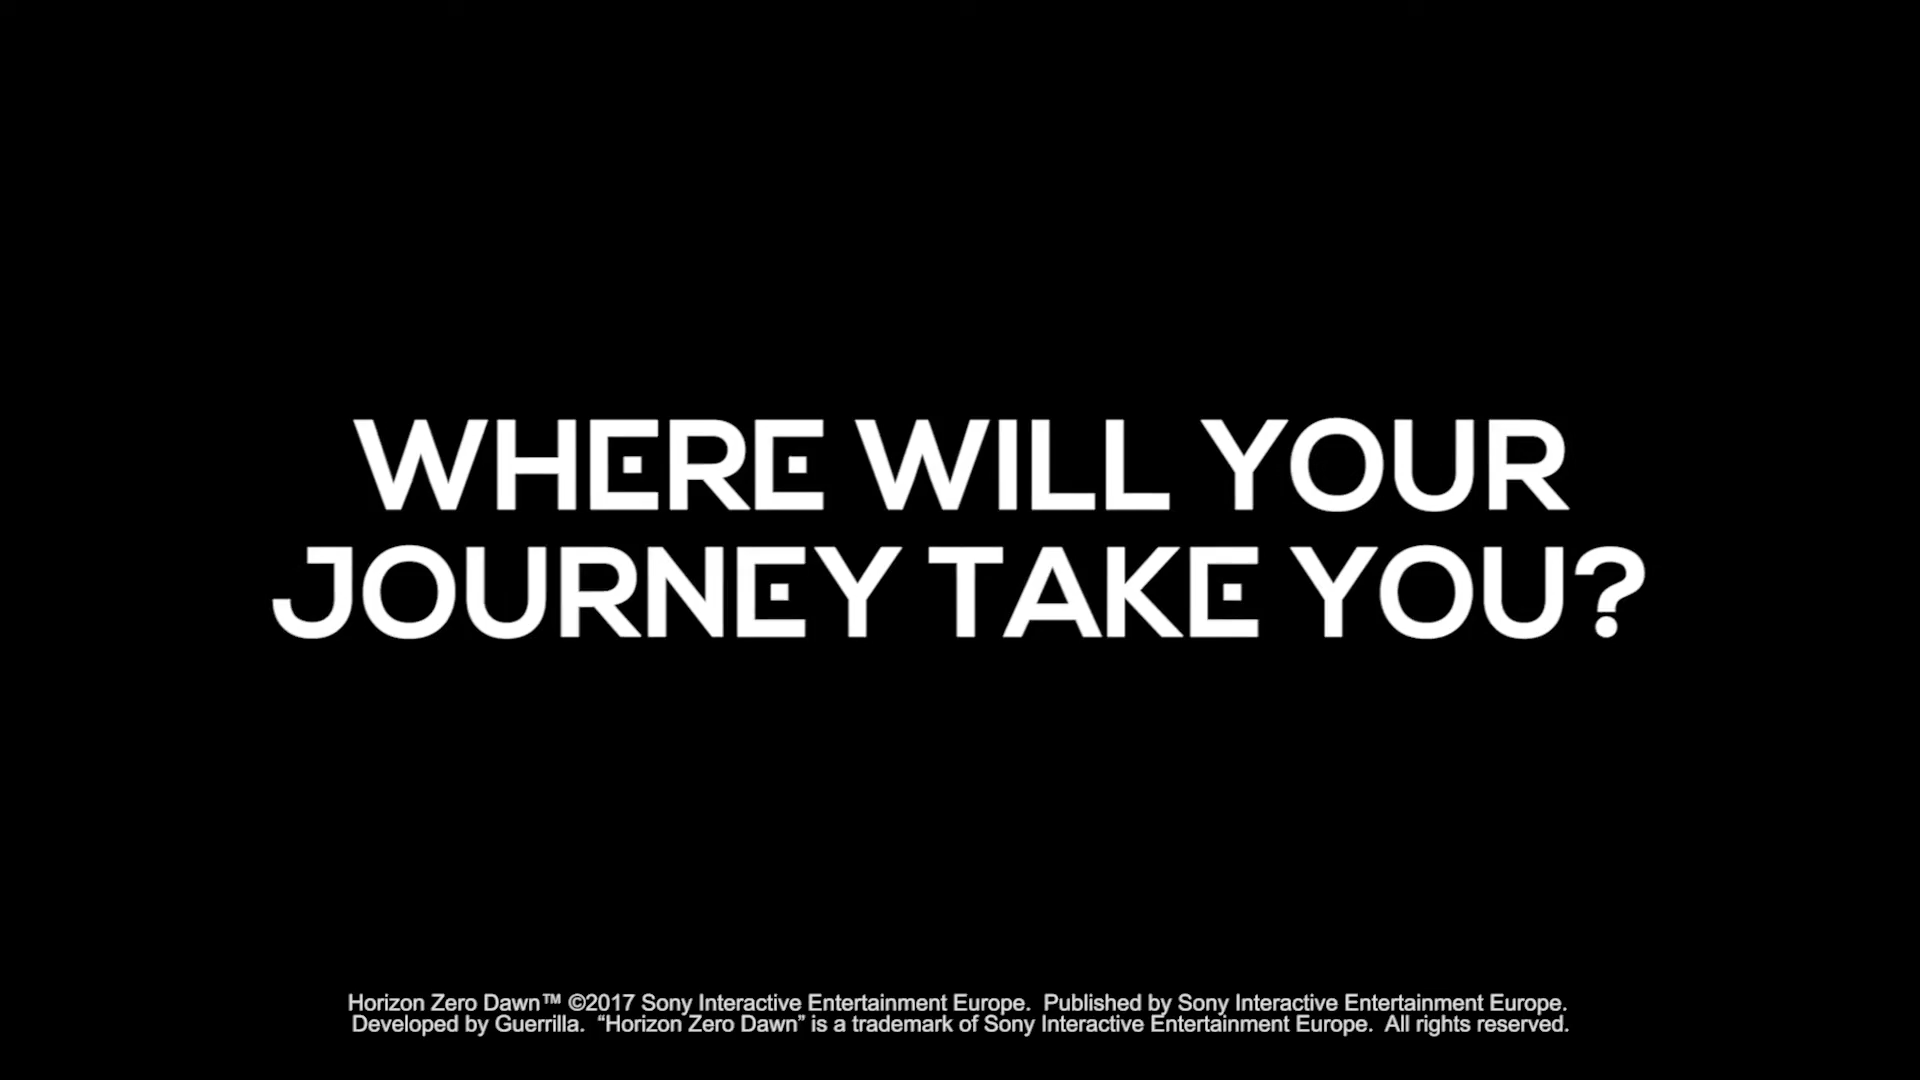 WHERE WILL YOUR
JOURNEY TAKE YOU?
Horizon Zero Dawn™ ©2017 Sony Interactive Entertainment Europe.  Published by Sony Interactive Entertainment Europe.
Developed by Guerrilla.  “Horizon Zero Dawn” is a trademark of Sony Interactive Entertainment Europe.  All rights reserved.